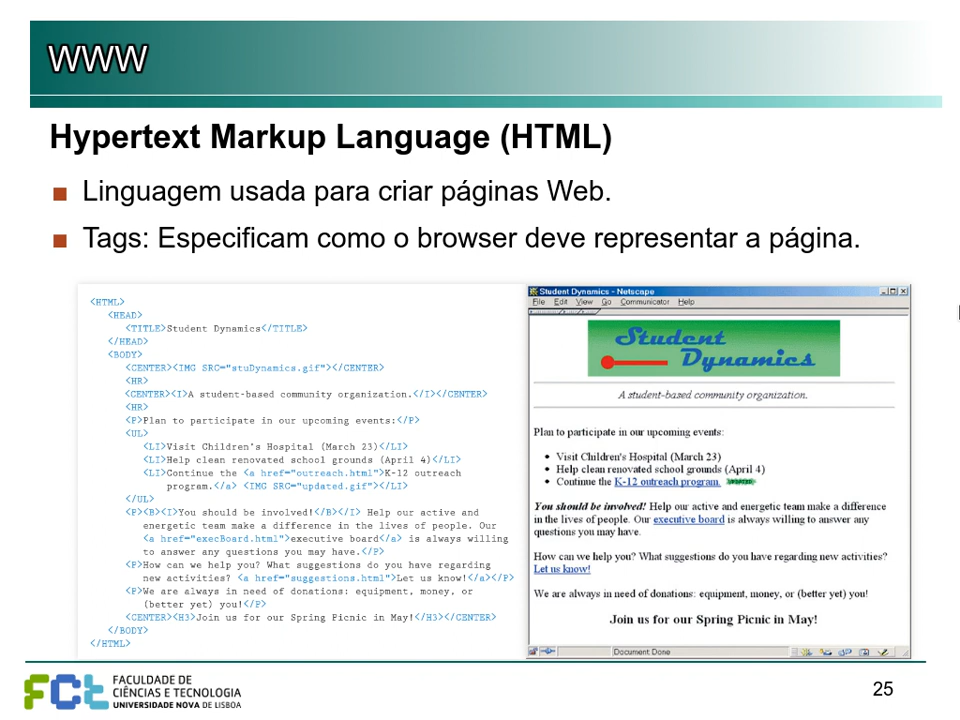 WWW
Hypertext Markup Language (HTML)
Linguagem usada para criar páginas Web.
Tags: Especificam como o browser deve representar a página.
<HTML>
<HEAD>
<TITLE>Student Dynamics</TITLE>
</HEAD>
<BODY>
<CENTER><IMG SRC="stuDynamics.gif"></CENTER>
<HR>
<CENTER><I>A student-based community organization.</I></CENTER>
<HR>
<P>Plan to participate in our upcoming events:</P>
<UL>
<LI>Visit Children's Hospital (March 23)</LI>
<LI>Help clean renovated school grounds (April 4)</LI>
<LI>Continue the <a href="outreach.html">K-12 outreach
program.</a> <IMG SRC="updated.gif"></LI>
</UL>
<P><B><I>You should be involved!</B></I> Help our active and
energetic team make a difference in the lives of people. Our
<a href="execBoard.html">executive board</a> is always willing
to answer any questions you may have.</P>
<P>How can we help you? What suggestions do you have regarding
new activities? <a href="suggestions.html">Let us know!</a></P>
<P>We are always in need of donations: equipment, money, or
(better yet) you!</P>
<CENTER><H3>Join us for our Spring Picnic in May!</H3></CENTER>
</BODY>
</HTML>
Student Dynamics - Netscape
File Edit View Go Communicator Help
Student
Dynamics
A student-based community organization.
Plan to participate in our upcoming events:
Visit Children's Hospital (March 23)
Help clean renovated school grounds (April 4)
Continue the K-12 outreach program.
You should be involved! Help our active and energetic team make a difference
in the lives of people. Our executive board is always willing to answer any
questions you may have.
How can we help you? What suggestions do you have regarding new activities?
Let us know!
We are always in need of donations: equipment, money, or (better yet) you!
Join us for our Spring Picnic in May!
Document Done
FCt
FACULDADE DE
CIÊNCIAS E TECNOLOGIA
UNIVERSIDADE NOVA DE LISBOA
25